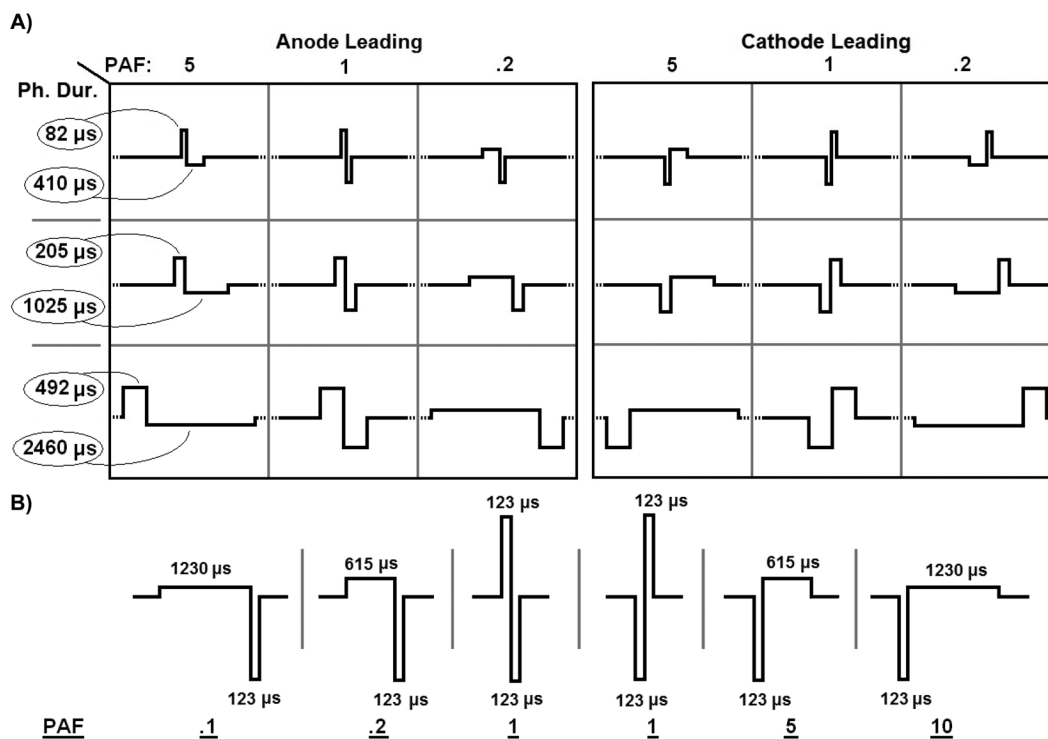 A)
Anode Leading
Cathode Leading
PAF: 5 1 .2 5 1 .2
Ph. Dur.
82 µs
410 µs
205 µs
1025 µs
492 µs
2460 µs
B)
123 µs 123 µs
1230 µs 615 µs 615 µs 1230 µs
123 µs 123 µs 123 µs 123 µs 123 µs 123 µs
PAF .1 .2 1 1 5 10